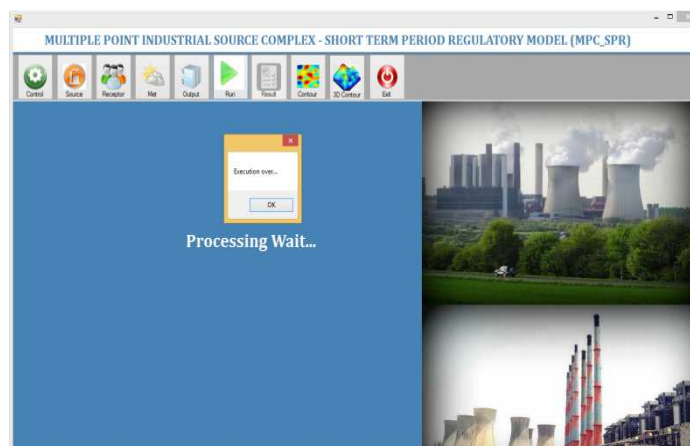 MULTIPLE POINT INDUSTRIAL SOURCE COMPLEX - SHORT TERM PERIOD REGULATORY MODEL (MPC_SPR)
Control Source Receptor Met Output Run Result Contour 3D Contour Exit
Execution over...
OK
Processing Wait...